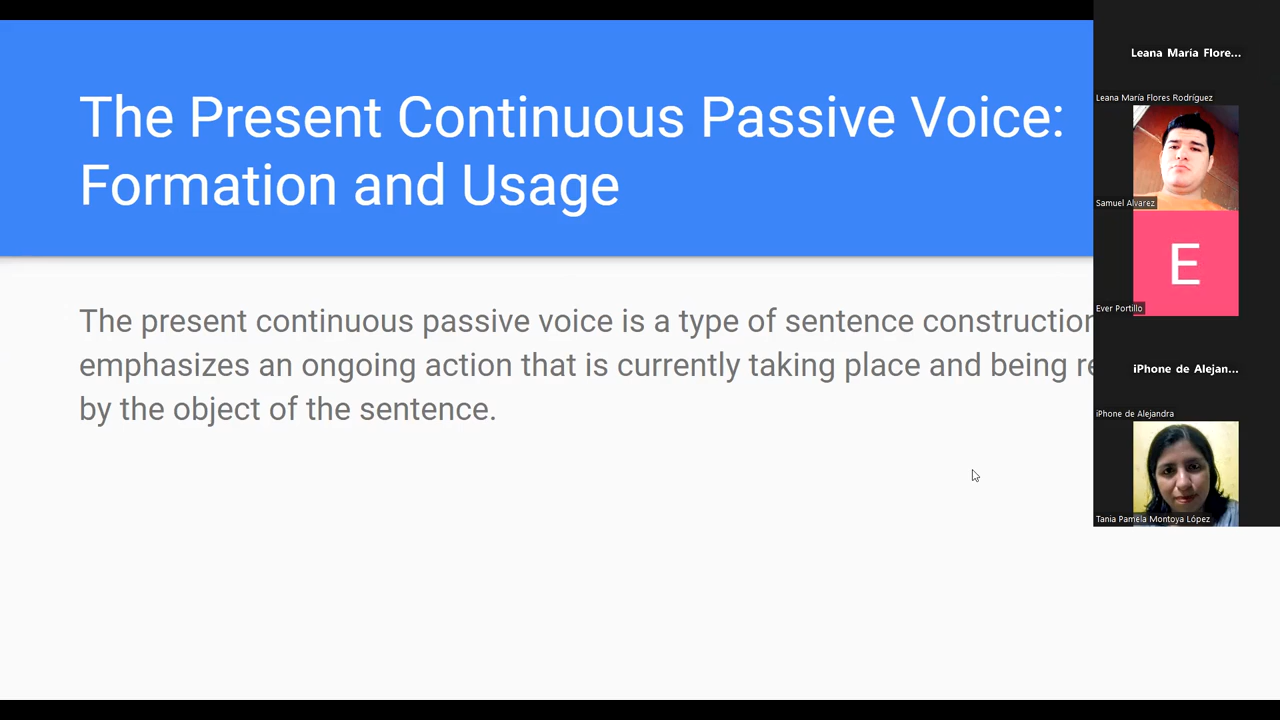 The Present Continuous Passive Voice:
Formation and Usage
The present continuous passive voice is a type of sentence construction
emphasizes an ongoing action that is currently taking place and being
by the object of the sentence.
Leana María Flore...
Leana María Flores Rodríguez
Samuel Alvarez
E
Ever Portillo
iPhone de Alejan...
iPhone de Alejandra
Tania Pamela Montoya López